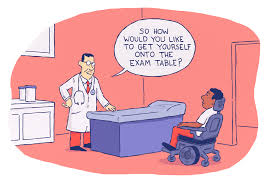 SO HOW
WOULD YOU LIKE
TO GET YOURSELF
ONTO THE
EXAM TABLE?